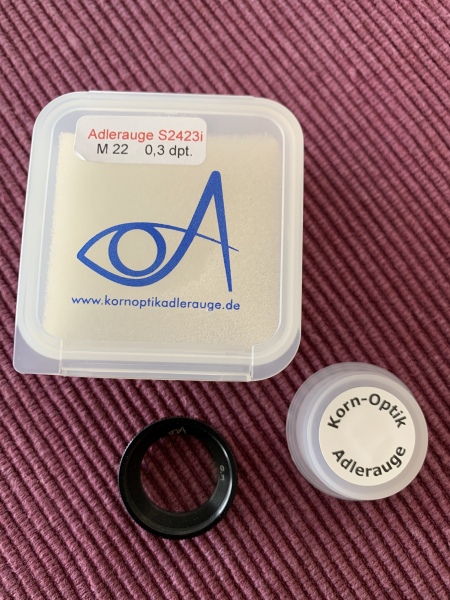 Adlerauge S2423i
M 22 0,3 dpt.
www.kornoptikadlerauge.de
Korn-Optik
Adlerauge